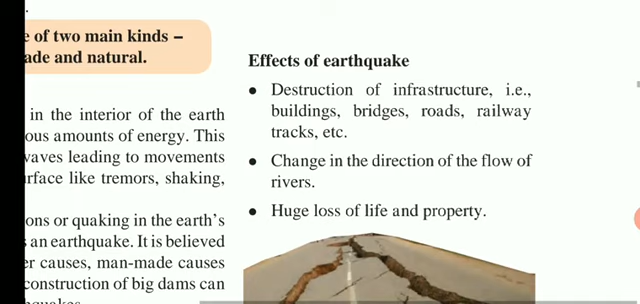 e of two main kinds –
ade and natural.
in the interior of the earth
ous amounts of energy. This
waves leading to movements
rface like tremors, shaking,
ons or quaking in the earth's
an earthquake. It is believed
er causes, man-made causes
construction of big dams can
Effects of earthquake
• Destruction of infrastructure, i.e.,
buildings, bridges, roads, railway
tracks, etc.
• Change in the direction of the flow of
rivers.
• Huge loss of life and property.